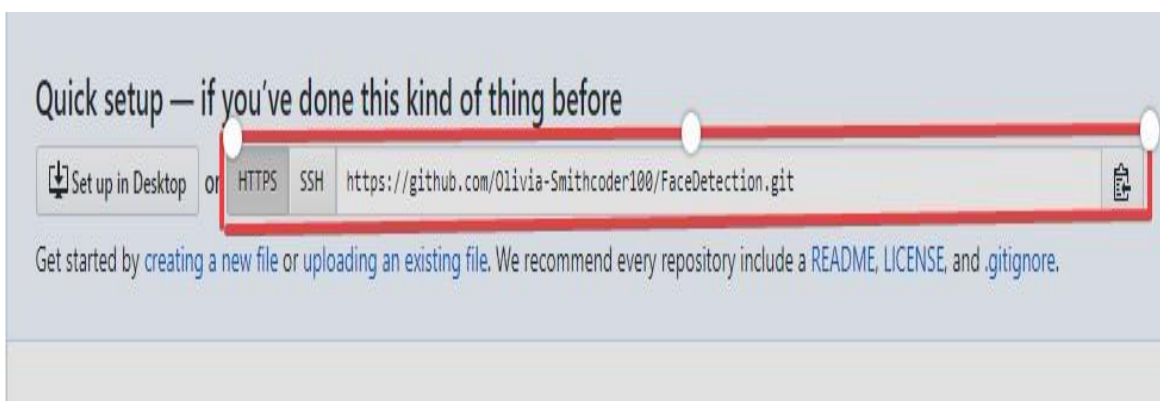 Quick setup — if you've done this kind of thing before
Set up in Desktop or HTTPS SSH https://github.com/Olivia-Smithcoder100/FaceDetection.git
Get started by creating a new file or uploading an existing file. We recommend every repository include a README, LICENSE, and .gitignore.